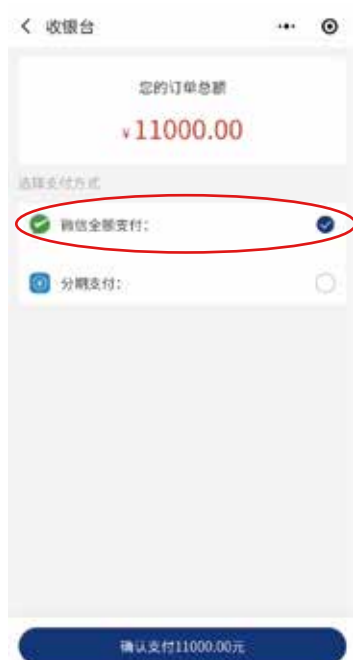 收银台
您的订单总额
¥11000.00
选择支付方式
微信全额支付：
分期支付：
确认支付11000.00元